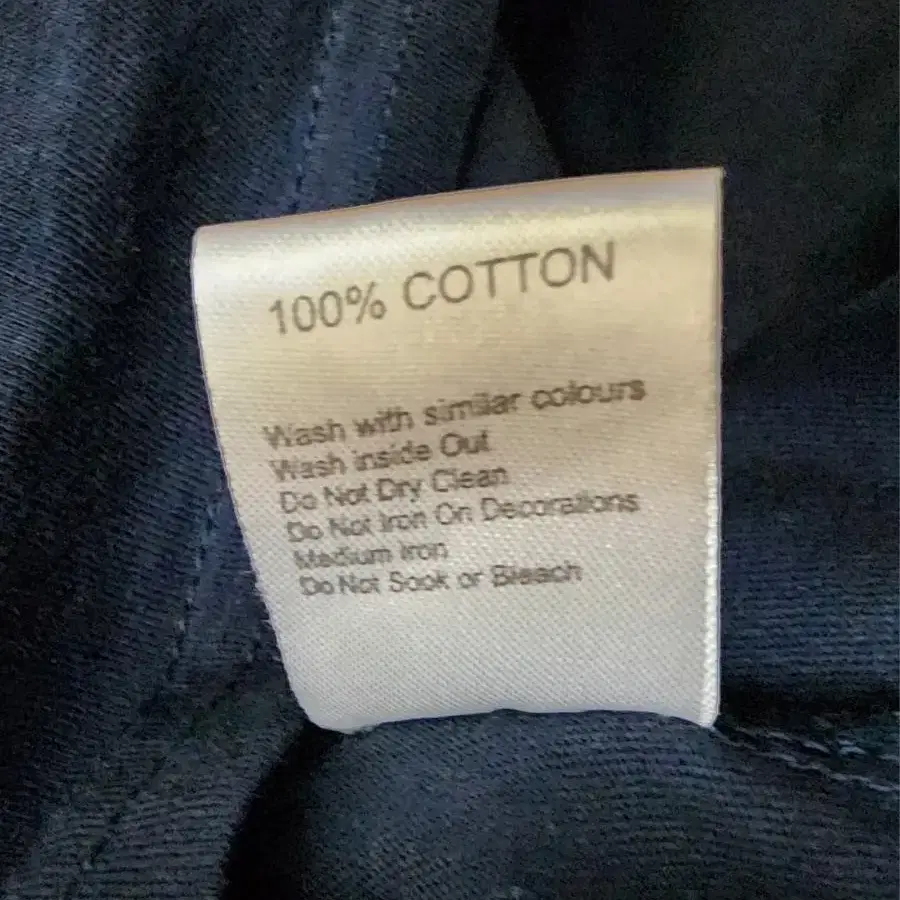 100% COTTON
Wash with similar colours
Wash inside Out
Do Not Dry Clean
Do Not Iron On Decorations
Medium Iron
Do Not Soak or Bleach